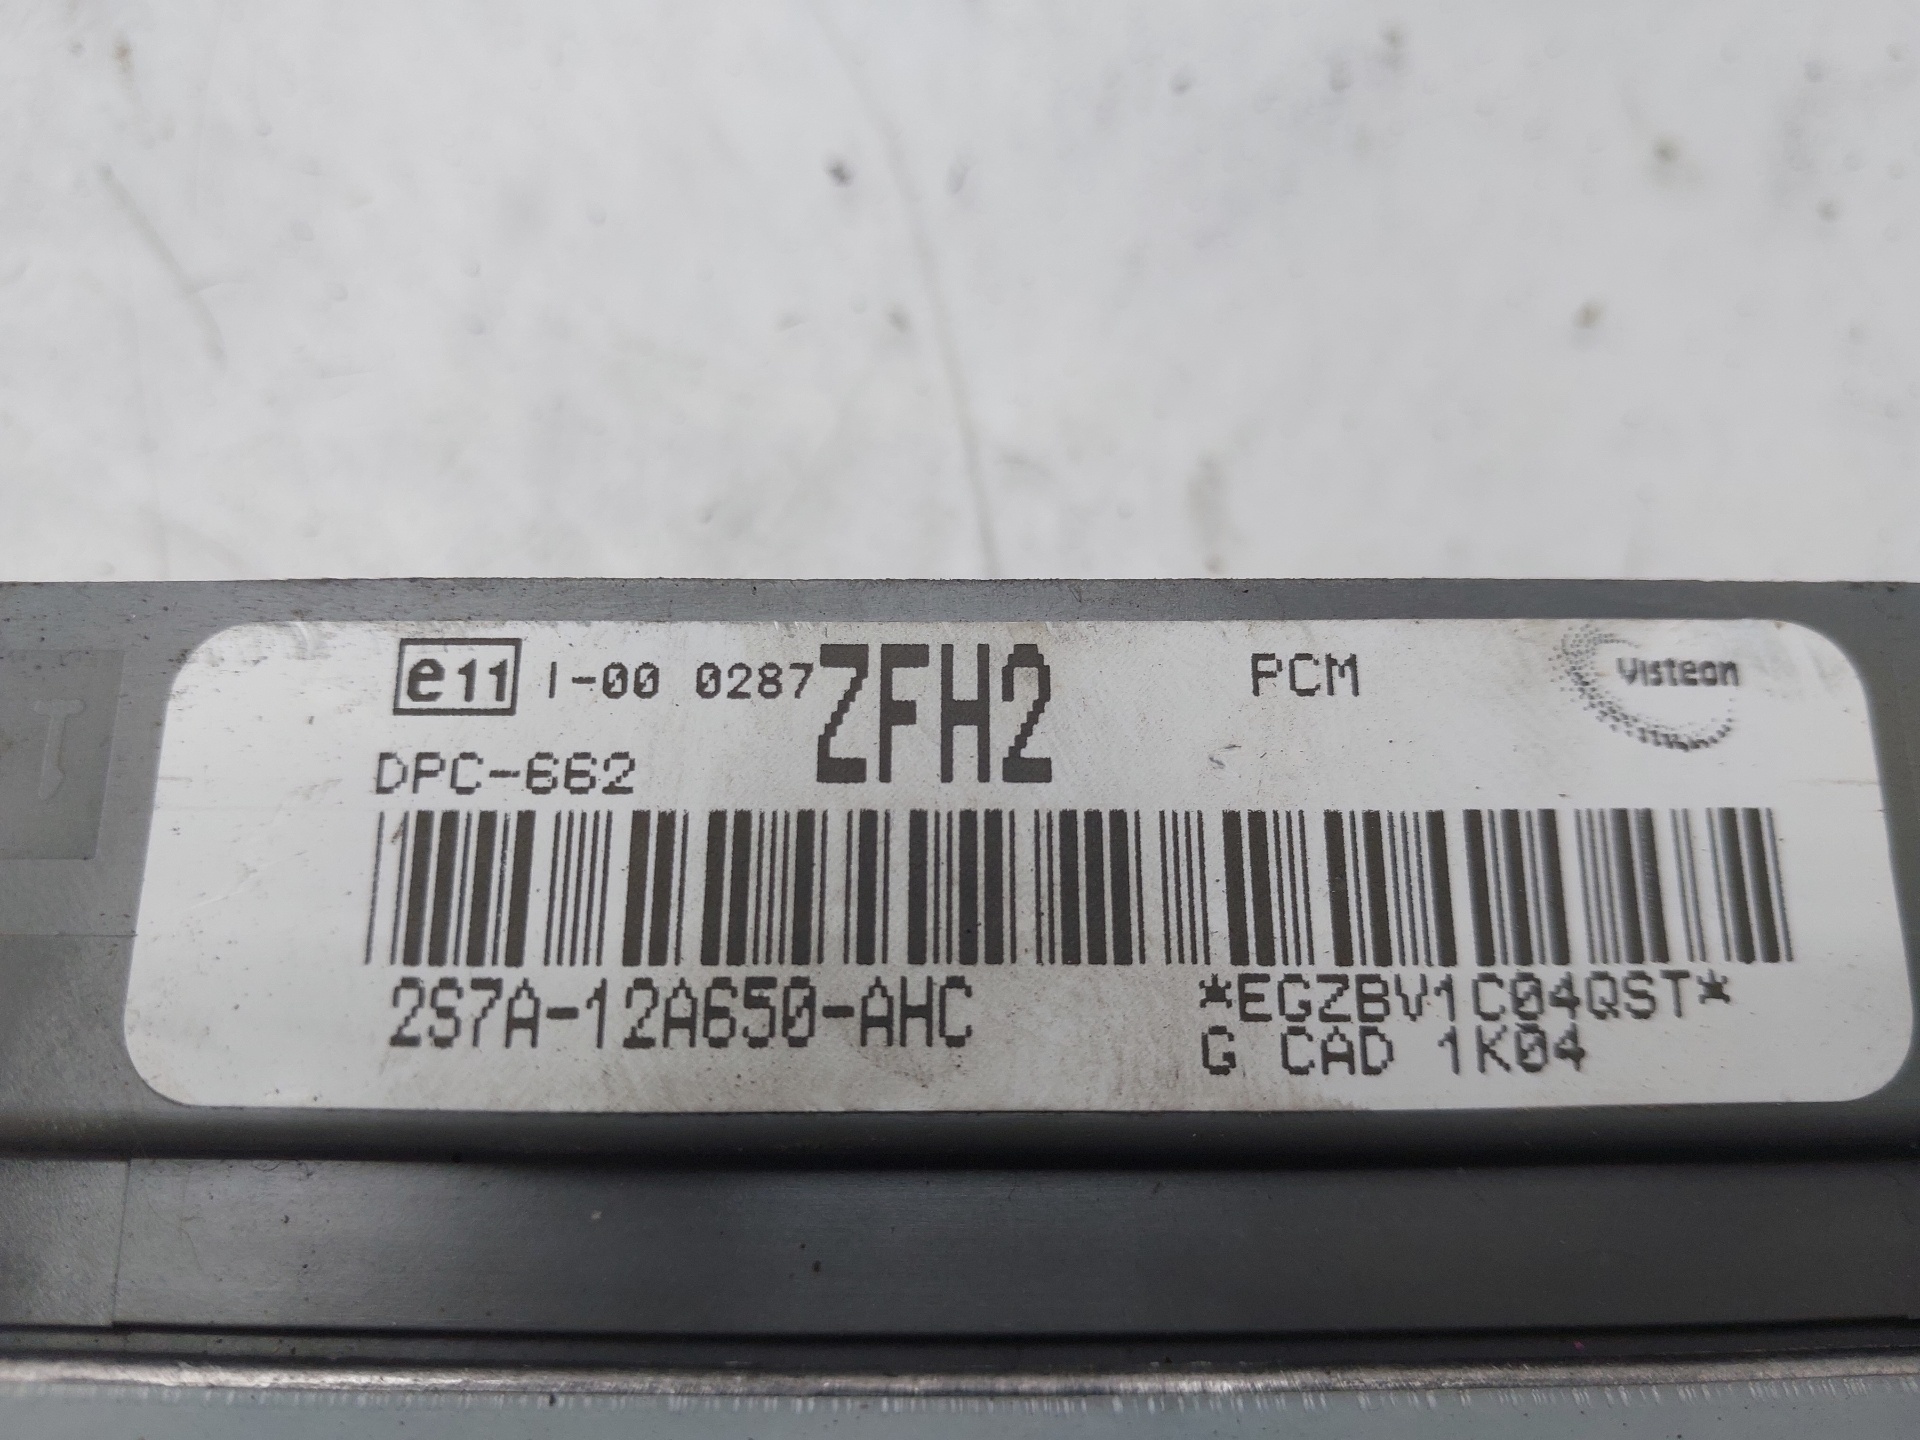 e11 I-00 0287 ZFH2 PCM Visteon
DPC-662
2S7A-12A650-AHC *EGZBV1C04QST*
G CAD 1K04